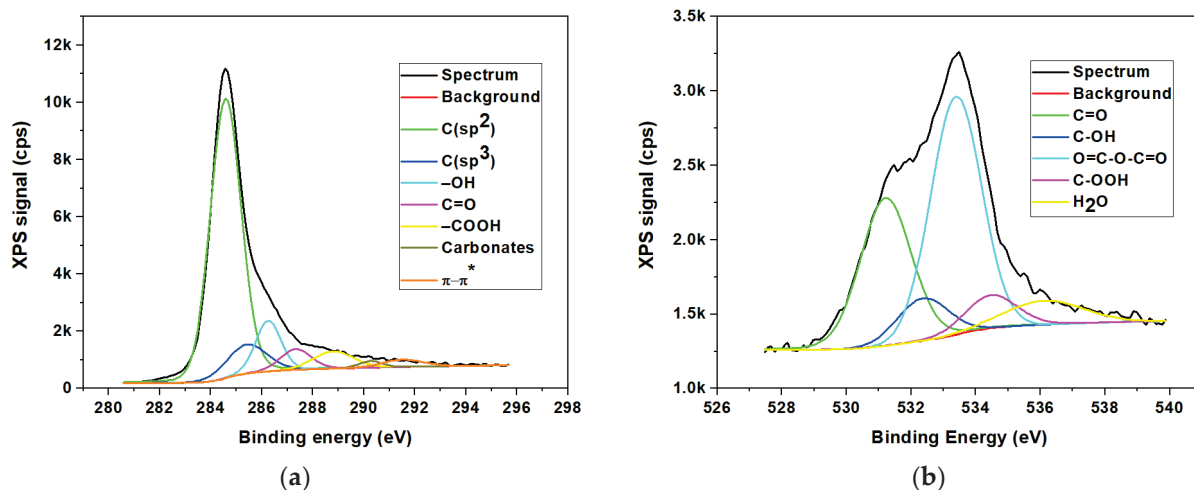 12k
10k
8k
6k
4k
2k
0
280 282 284 286 288 290 292 294 296 298
XPS signal (cps)
Binding energy (eV)
Spectrum
Background
C(sp2)
C(sp3)
–OH
C=O
–COOH
Carbonates
π–π*
(a)
3.5k
3.0k
2.5k
2.0k
1.5k
1.0k
526 528 530 532 534 536 538 540
XPS signal (cps)
Binding Energy (eV)
Spectrum
Background
C=O
C-OH
O=C-O-C=O
C-OOH
H2O
(b)